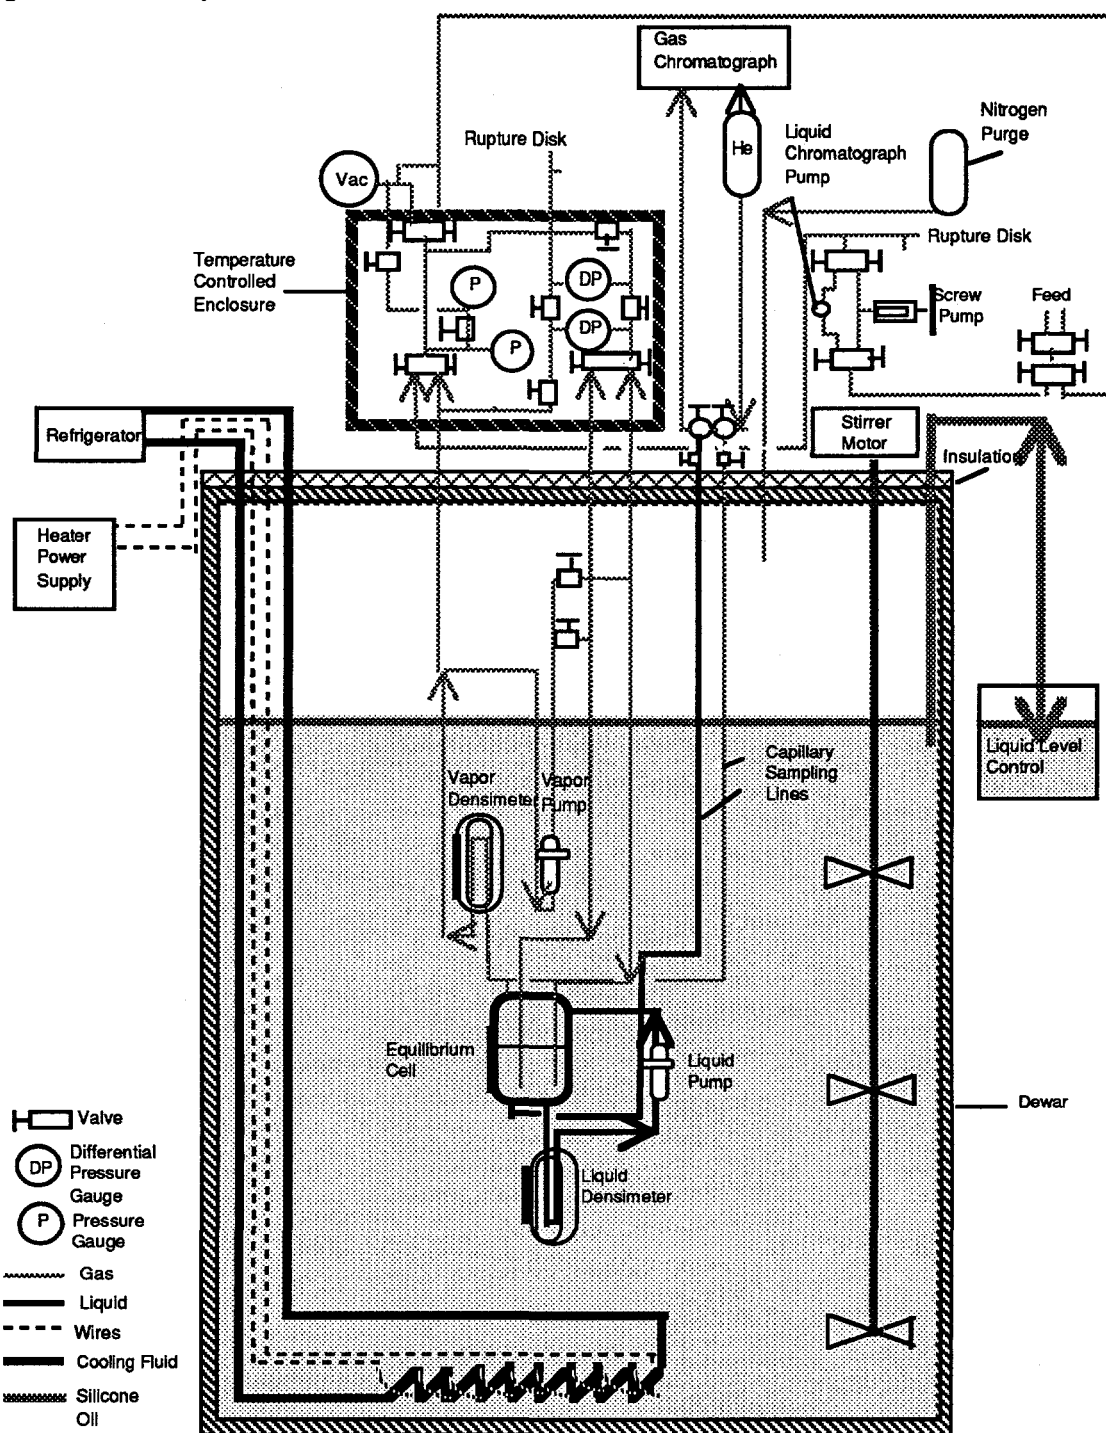 Gas
Chromatograph
He
Liquid
Chromatograph
Pump
Nitrogen
Purge
Rupture Disk
Vac
Rupture Disk
Temperature
Controlled
Enclosure
P
DP
DP
P
Screw
Pump
Feed
Refrigerator
Stirrer
Motor
Insulation
Heater
Power
Supply
Liquid Level
Control
Capillary
Sampling
Lines
Vapor
Densimeter
Vapor
Pump
Equilibrium
Cell
Liquid
Pump
Dewar
Liquid
Densimeter
Valve
DP
Differential
Pressure
Gauge
P
Pressure
Gauge
Gas
Liquid
Wires
Cooling Fluid
Silicone
Oil